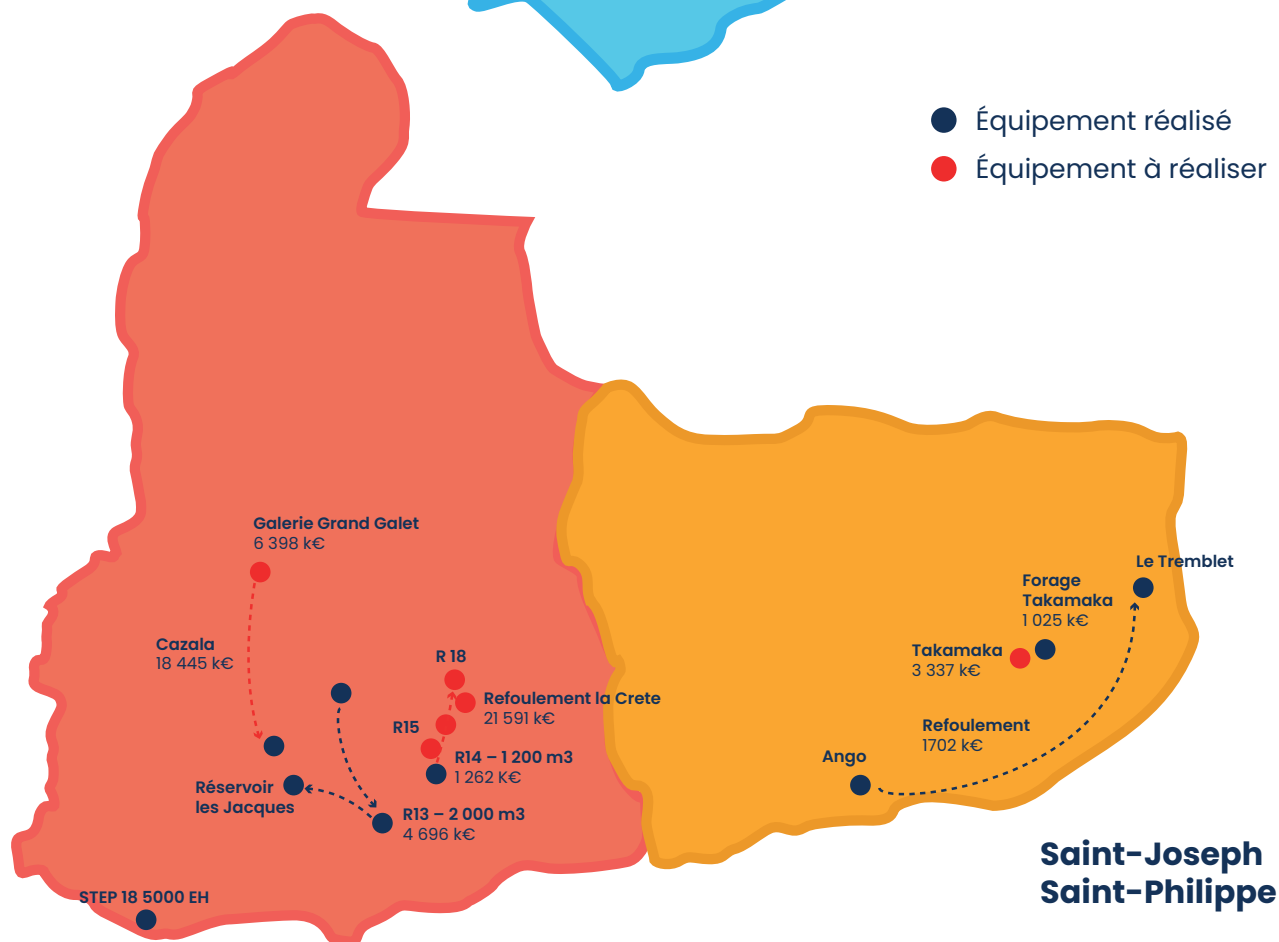 Équipement réalisé
Équipement à réaliser
Galerie Grand Galet
6 398 k€
Cazala
18 445 k€
R 18
Refoulement la Crete
21 591 k€
R15
R14 – 1 200 m3
1 262 K€
Réservoir
les Jacques
R13 – 2 000 m3
4 696 k€
STEP 18 5000 EH
Le Tremblet
Forage
Takamaka
1 025 k€
Takamaka
3 337 k€
Refoulement
1702 k€
Ango
Saint-Joseph
Saint-Philippe